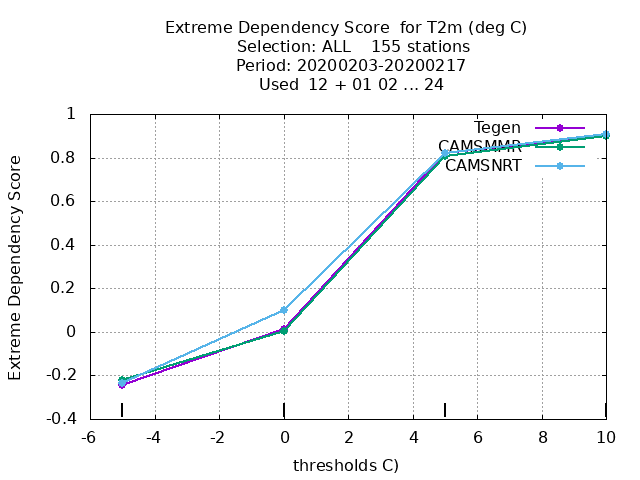 Extreme Dependency Score  for T2m (deg C)
Selection: ALL    155 stations
Period: 20200203-20200217
Used  12 + 01 02 ... 24
Extreme Dependency Score
1
0.8
0.6
0.4
0.2
0
-0.2
-0.4
Tegen
CAMSMMR
CAMSNRT
-6
-4
-2
0
2
4
6
8
10
thresholds C)